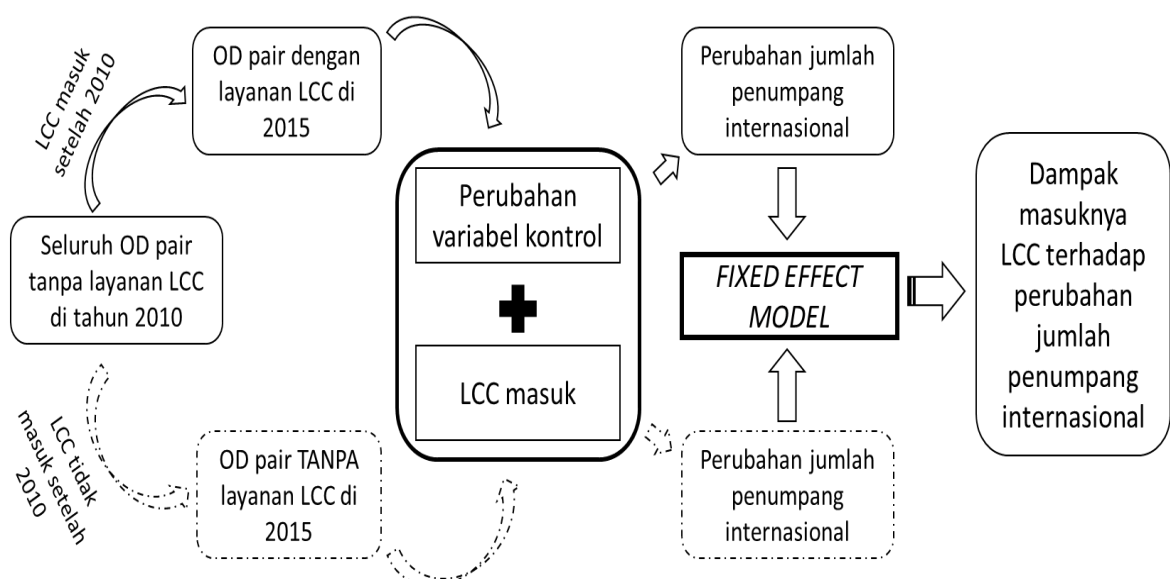 LCC masuk
setelah 2010
OD pair dengan
layanan LCC di
2015
Seluruh OD pair
tanpa layanan LCC
di tahun 2010
LCC tidak
masuk setelah
2010
OD pair TANPA
layanan LCC di
2015
Perubahan
variabel kontrol
LCC masuk
Perubahan jumlah
penumpang
internasional
FIXED EFFECT
MODEL
Perubahan jumlah
penumpang
internasional
Dampak
masuknya
LCC terhadap
perubahan
jumlah
penumpang
internasional